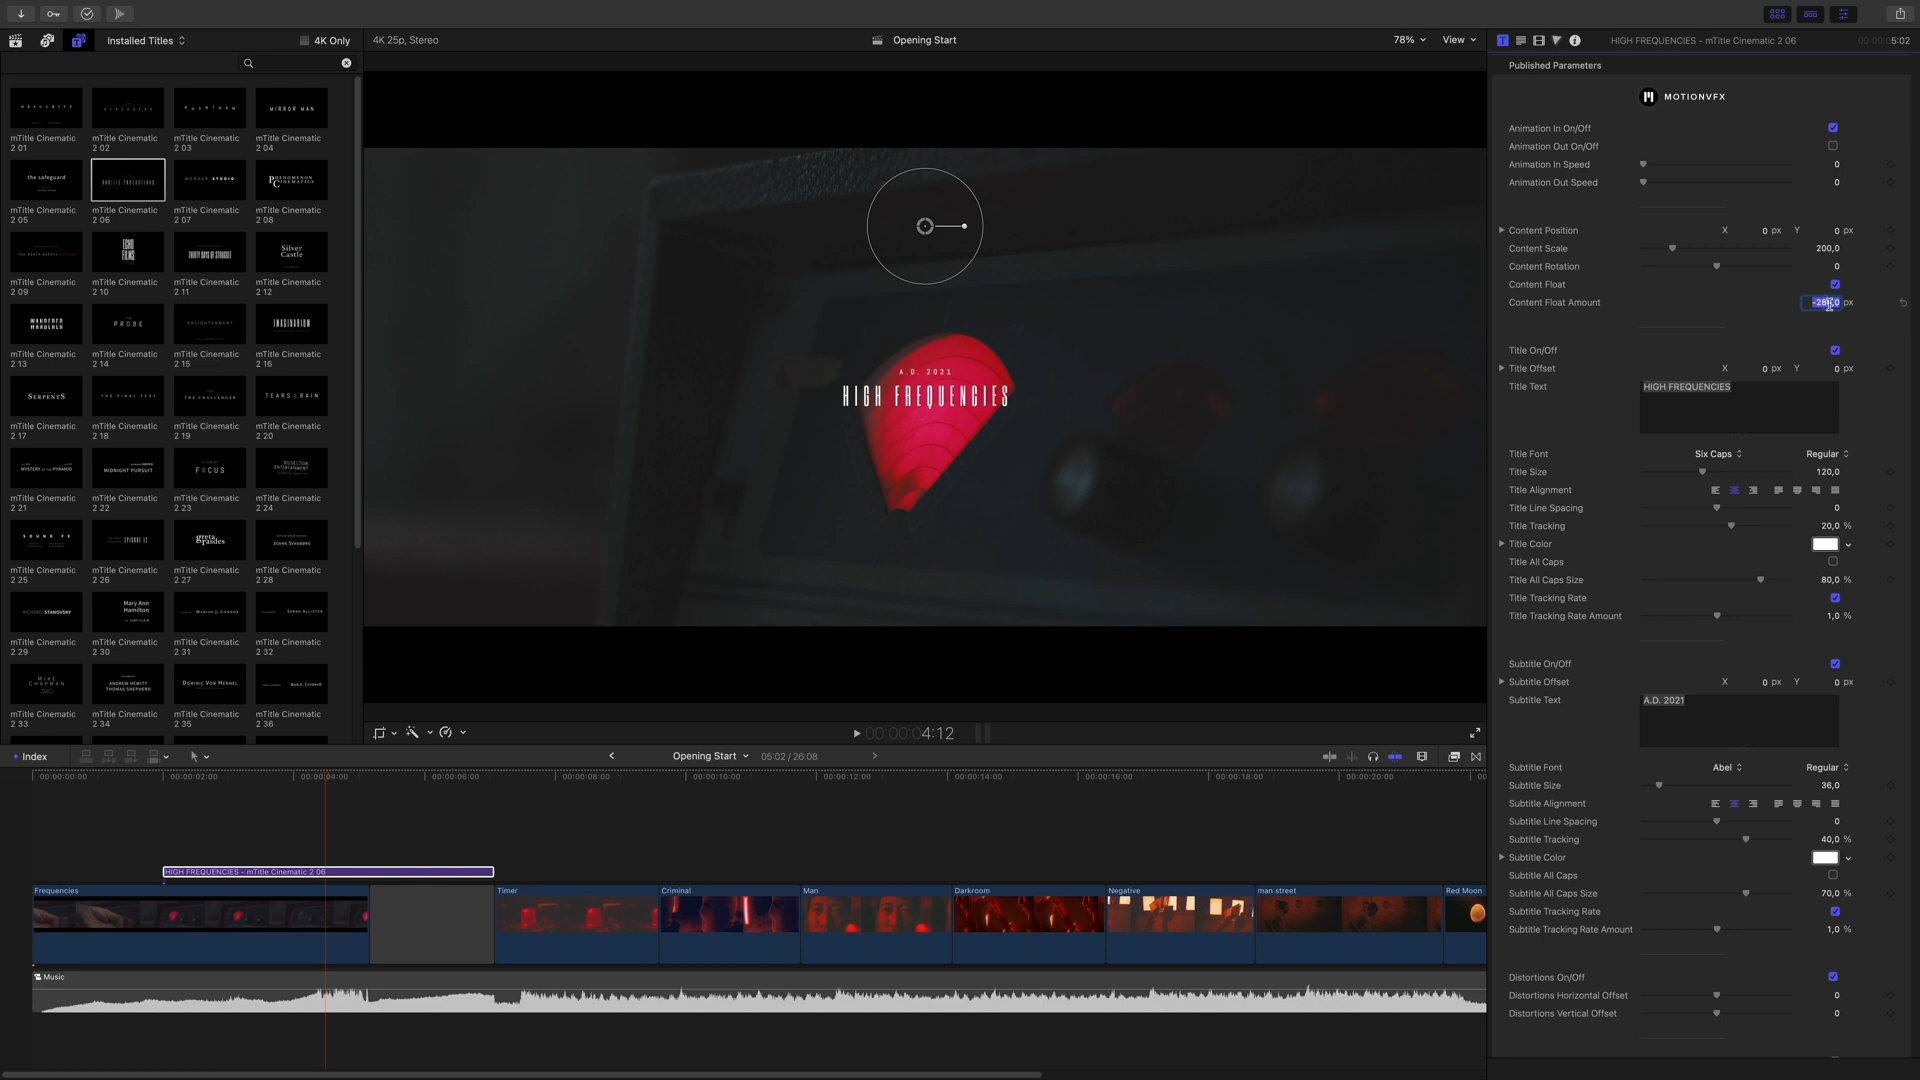 Installed Titles
4K Only
4K 25p, Stereo
Opening Start
78%
View
HIGH FREQUENCIES - mTitle Cinematic 2 06
00:00:05:02
Published Parameters
MOTIONVFX
Animation In On/Off
Animation Out On/Off
Animation In Speed 0
Animation Out Speed 0
Content Position X 0 px Y 0 px
Content Scale 200,0
Content Rotation 0
Content Float
Content Float Amount px
Title On/Off
Title Offset X 0 px Y 0 px
Title Text HIGH FREQUENCIES
Title Font Six Caps Regular
Title Size 120,0
Title Alignment
Title Line Spacing 0
Title Tracking 20,0 %
Title Color
Title All Caps
Title All Caps Size 80,0 %
Title Tracking Rate
Title Tracking Rate Amount 1,0 %
Subtitle On/Off
Subtitle Offset X 0 px Y 0 px
Subtitle Text A.D. 2021
Subtitle Font Abel Regular
Subtitle Size 36,0
Subtitle Alignment
Subtitle Line Spacing 0
Subtitle Tracking 40,0 %
Subtitle Color
Subtitle All Caps
Subtitle All Caps Size 70,0 %
Subtitle Tracking Rate
Subtitle Tracking Rate Amount 1,0 %
Distortions On/Off
Distortions Horizontal Offset 0
Distortions Vertical Offset 0
OBSCURITY
PHANTASM
MIRROR MAN
mTitle Cinematic 2 01
mTitle Cinematic 2 02
mTitle Cinematic 2 03
mTitle Cinematic 2 04
the safeguard
WONDER STUDIO
PHENOMENON CINEMATICS
mTitle Cinematic 2 05
mTitle Cinematic 2 06
mTitle Cinematic 2 07
mTitle Cinematic 2 08
ECHO FILMS
THIRTY DAYS OF STRUGGLE
Silver Castle
mTitle Cinematic 2 09
mTitle Cinematic 2 10
mTitle Cinematic 2 11
mTitle Cinematic 2 12
PROBE
ENLIGHTENMENT
IMAGINARIUM
mTitle Cinematic 2 13
mTitle Cinematic 2 14
mTitle Cinematic 2 15
mTitle Cinematic 2 16
SERPENTS
THE FINAL TEST
THE CHALLENGER
TEARS IN RAIN
mTitle Cinematic 2 17
mTitle Cinematic 2 18
mTitle Cinematic 2 19
mTitle Cinematic 2 20
MYSTERY OF THE PYRAMID
MIDNIGHT PURSUIT
FOCUS
mTitle Cinematic 2 21
mTitle Cinematic 2 22
mTitle Cinematic 2 23
mTitle Cinematic 2 24
SOUND FX
EPISODE 12
greta grasdes
JOHNN SVANBORG
mTitle Cinematic 2 25
mTitle Cinematic 2 26
mTitle Cinematic 2 27
mTitle Cinematic 2 28
RICHARD STANOVSKY
Mary Ann Hamilton
MARIAH J. CONNOR
SARAH ALLISTER
mTitle Cinematic 2 29
mTitle Cinematic 2 30
mTitle Cinematic 2 31
mTitle Cinematic 2 32
MIKE CHAPMAN
ANDREW HEWITT
THOMAS SHEPHERD
DOMINIC VON HENNEL
mTitle Cinematic 2 33
mTitle Cinematic 2 34
mTitle Cinematic 2 35
mTitle Cinematic 2 36
A.D. 2021
HIGH FREQUENCIES
00:00:04:12
Index
Opening Start
05:02 / 26:08
00:00:00:00
00:00:02:00
00:00:04:00
00:00:06:00
00:00:08:00
00:00:10:00
00:00:12:00
00:00:14:00
00:00:16:00
00:00:18:00
00:00:20:00
HIGH FREQUENCIES - mTitle Cinematic 2 06
Frequencies
Timer
Criminal
Man
Darkroom
Negative
man street
Red Moon
Music